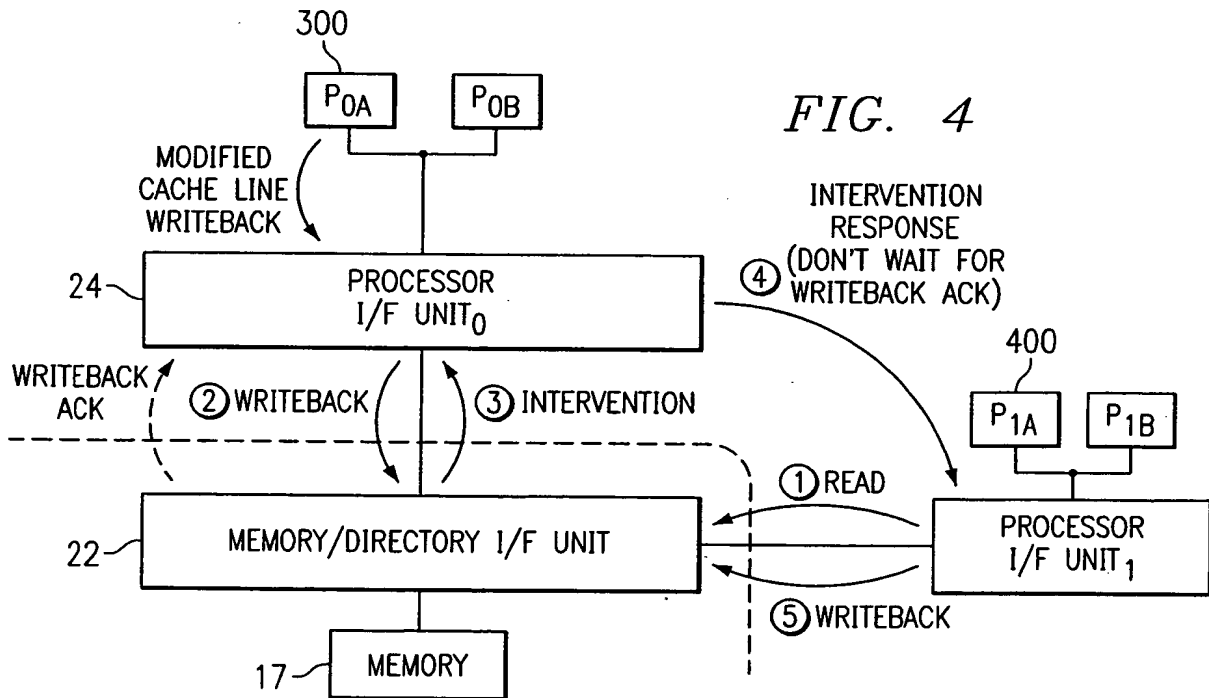 300
P0A
P0B
FIG. 4
MODIFIED
CACHE LINE
WRITEBACK
INTERVENTION
RESPONSE
④ (DON'T WAIT FOR
WRITEBACK ACK)
24
PROCESSOR
I/F UNIT0
WRITEBACK
ACK
② WRITEBACK
③ INTERVENTION
400
P1A
P1B
① READ
22
MEMORY/DIRECTORY I/F UNIT
PROCESSOR
I/F UNIT1
⑤ WRITEBACK
17
MEMORY